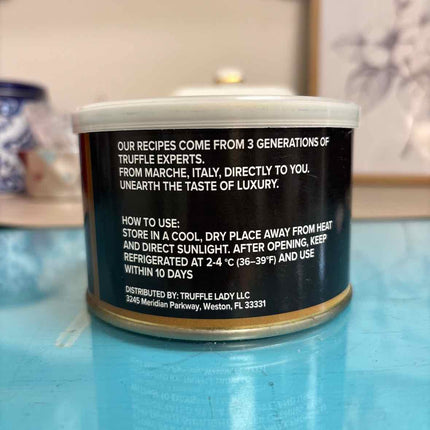 OUR RECIPES COME FROM 3 GENERATIONS OF
TRUFFLE EXPERTS.
FROM MARCHE, ITALY, DIRECTLY TO YOU.
UNEARTH THE TASTE OF LUXURY.
HOW TO USE:
STORE IN A COOL, DRY PLACE AWAY FROM HEAT
AND DIRECT SUNLIGHT. AFTER OPENING, KEEP
REFRIGERATED AT 2-4 °C (36–39°F) AND USE
WITHIN 10 DAYS
DISTRIBUTED BY: TRUFFLE LADY LLC
3245 Meridian Parkway, Weston, FL 33331